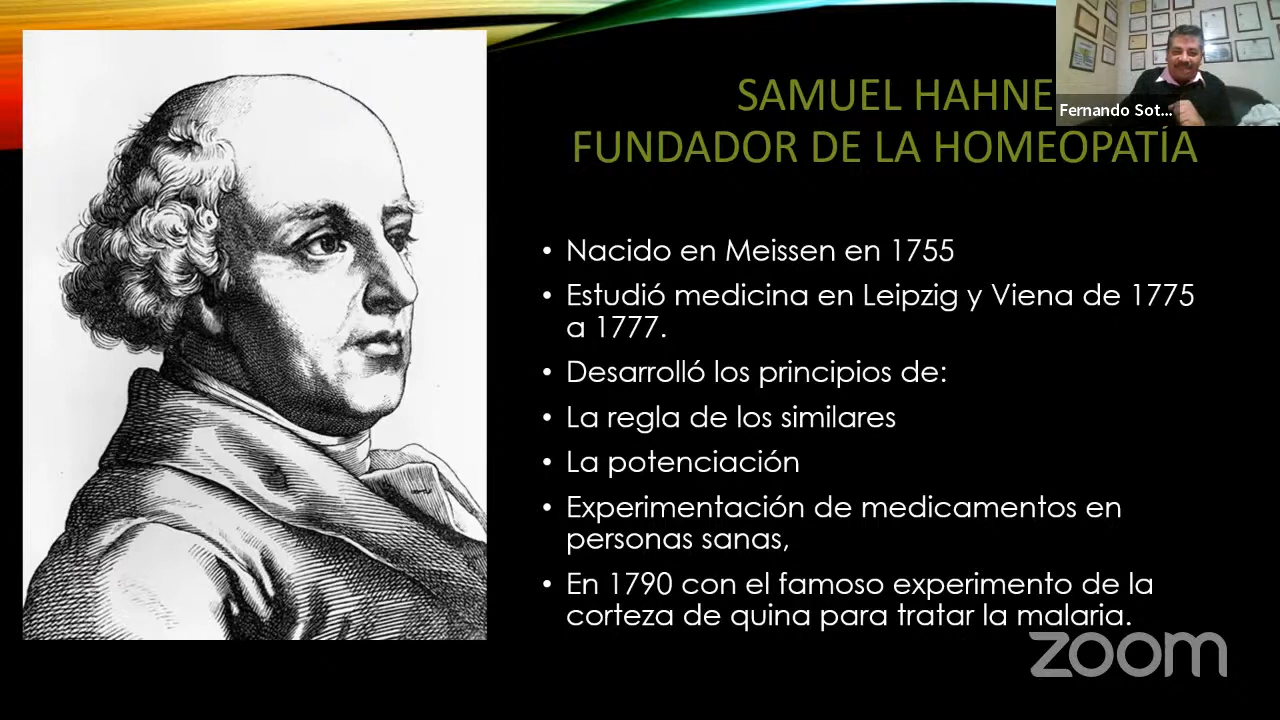 SAMUEL HAHNE
FUNDADOR DE LA HOMEOPATÍA
Fernando Sot...
• Nacido en Meissen en 1755
• Estudió medicina en Leipzig y Viena de 1775
a 1777.
• Desarrolló los principios de:
• La regla de los similares
• La potenciación
• Experimentación de medicamentos en
personas sanas,
• En 1790 con el famoso experimento de la
corteza de quina para tratar la malaria.
zoom